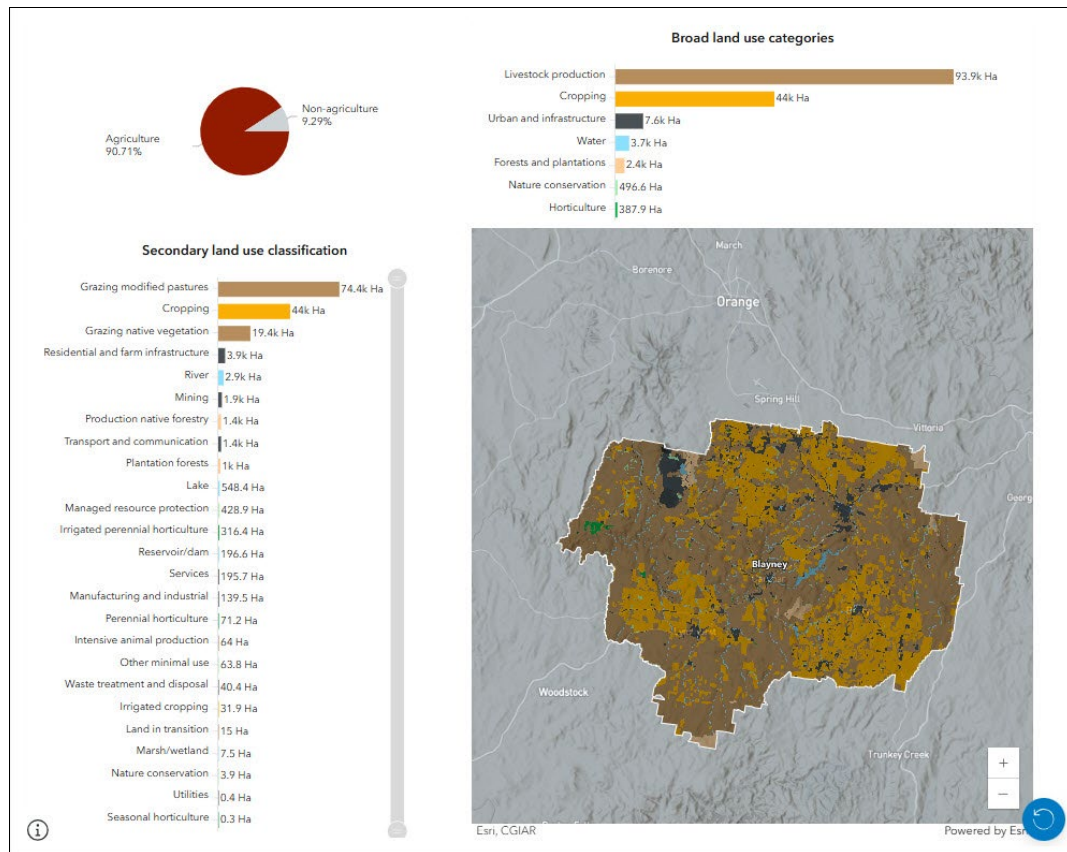 Agriculture
90.71%
Non-agriculture
9.29%
Broad land use categories
Livestock production 93.9k Ha
Cropping 44k Ha
Urban and infrastructure 7.6k Ha
Water 3.7k Ha
Forests and plantations 2.4k Ha
Nature conservation 496.6 Ha
Horticulture 387.9 Ha
Secondary land use classification
Grazing modified pastures 74.4k Ha
Cropping 44k Ha
Grazing native vegetation 19.4k Ha
Residential and farm infrastructure 3.9k Ha
River 2.9k Ha
Mining 1.9k Ha
Production native forestry 1.4k Ha
Transport and communication 1.4k Ha
Plantation forests 1k Ha
Lake 548.4 Ha
Managed resource protection 428.9 Ha
Irrigated perennial horticulture 316.4 Ha
Reservoir/dam 196.6 Ha
Services 195.7 Ha
Manufacturing and industrial 139.5 Ha
Perennial horticulture 71.2 Ha
Intensive animal production 64 Ha
Other minimal use 63.8 Ha
Waste treatment and disposal 40.4 Ha
Irrigated cropping 31.9 Ha
Land in transition 15 Ha
Marsh/wetland 7.5 Ha
Nature conservation 3.9 Ha
Utilities 0.4 Ha
Seasonal horticulture 0.3 Ha
March
Borenore
Orange
Spring Hill
Vittoria
Georg
Blayney
Woodstock
Trunkey Creek
+
−
Esri, CGIAR
Powered by Esri